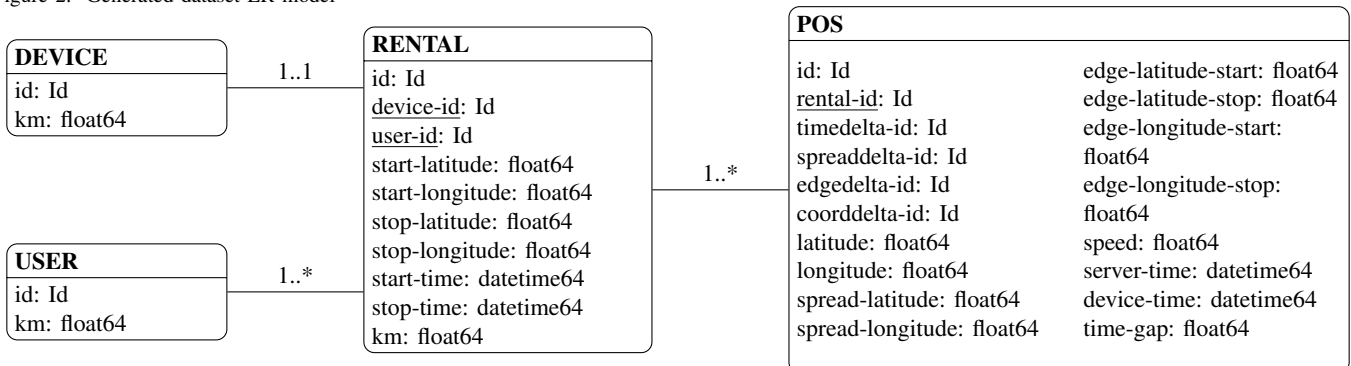 Figure 2. Generated dataset ER model
DEVICE
id: Id
km: float64
1..1
USER
id: Id
km: float64
1..*
RENTAL
id: Id
device-id: Id
user-id: Id
start-latitude: float64
start-longitude: float64
stop-latitude: float64
stop-longitude: float64
start-time: datetime64
stop-time: datetime64
km: float64
1..*
POS
id: Id
rental-id: Id
timedelta-id: Id
spreaddelta-id: Id
edgedelta-id: Id
coorddelta-id: Id
latitude: float64
longitude: float64
spread-latitude: float64
spread-longitude: float64
edge-latitude-start: float64
edge-latitude-stop: float64
edge-longitude-start:
float64
edge-longitude-stop:
float64
speed: float64
server-time: datetime64
device-time: datetime64
time-gap: float64